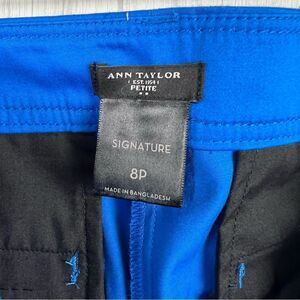 ANN TAYLOR
EST. 1954
PETITE
SIGNATURE
8P
MADE IN BANGLADESH